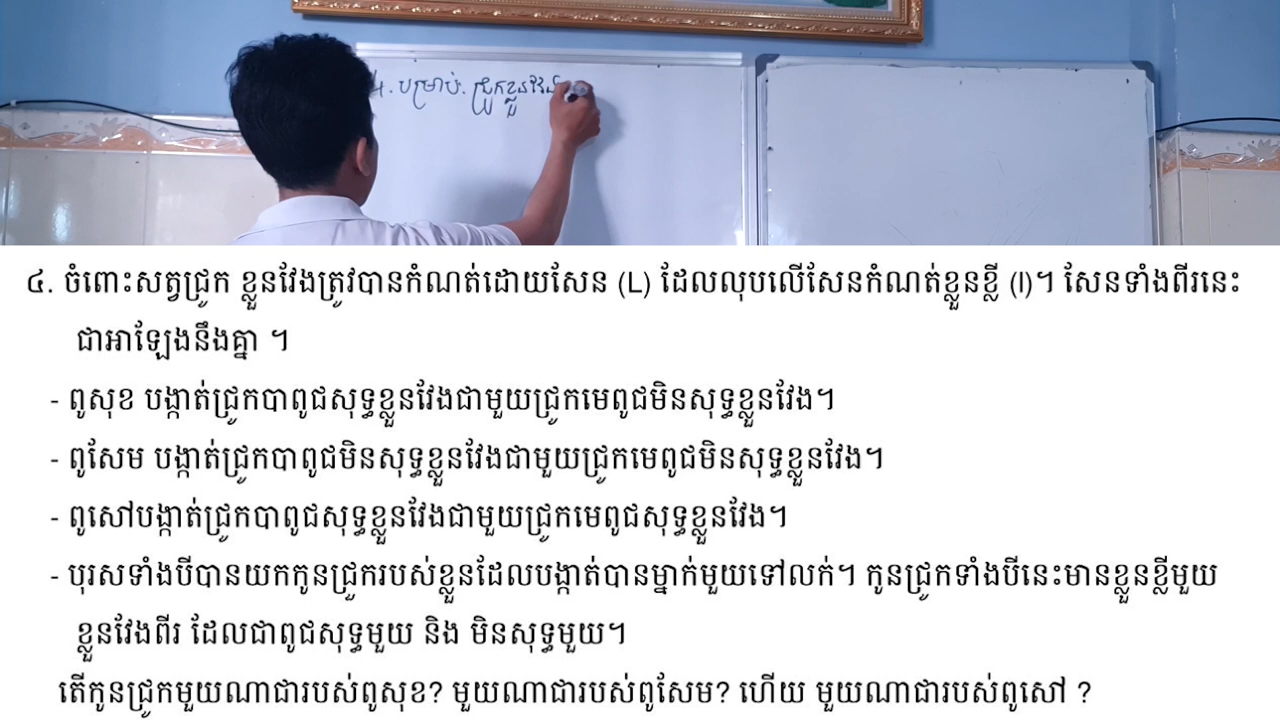 4. បម្រាប់. ជ្រូកខ្លួនវែង
៤. ចំពោះសត្វជ្រូក ខ្លួនវែងត្រូវបានកំណត់ដោយសែន (L) ដែលលុបលើសែនកំណត់ខ្លួនខ្លី (l)។ សែនទាំងពីរនេះ
ជាអាឡែងនឹងគ្នា ។
- ពូសុខ បង្កាត់ជ្រូកបាពូជសុទ្ធខ្លួនវែងជាមួយជ្រូកមេពូជមិនសុទ្ធខ្លួនវែង។
- ពូសែម បង្កាត់ជ្រូកបាពូជមិនសុទ្ធខ្លួនវែងជាមួយជ្រូកមេពូជមិនសុទ្ធខ្លួនវែង។
- ពូសៅបង្កាត់ជ្រូកបាពូជសុទ្ធខ្លួនវែងជាមួយជ្រូកមេពូជសុទ្ធខ្លួនវែង។
- បុរសទាំងបីបានយកកូនជ្រូករបស់ខ្លួនដែលបង្កាត់បានម្នាក់មួយទៅលក់។ កូនជ្រូកទាំងបីនេះមានខ្លួនខ្លីមួយ
ខ្លួនវែងពីរ ដែលជាពូជសុទ្ធមួយ និង មិនសុទ្ធមួយ។
តើកូនជ្រូកមួយណាជារបស់ពូសុខ? មួយណាជារបស់ពូសែម? ហើយ មួយណាជារបស់ពូសៅ ?